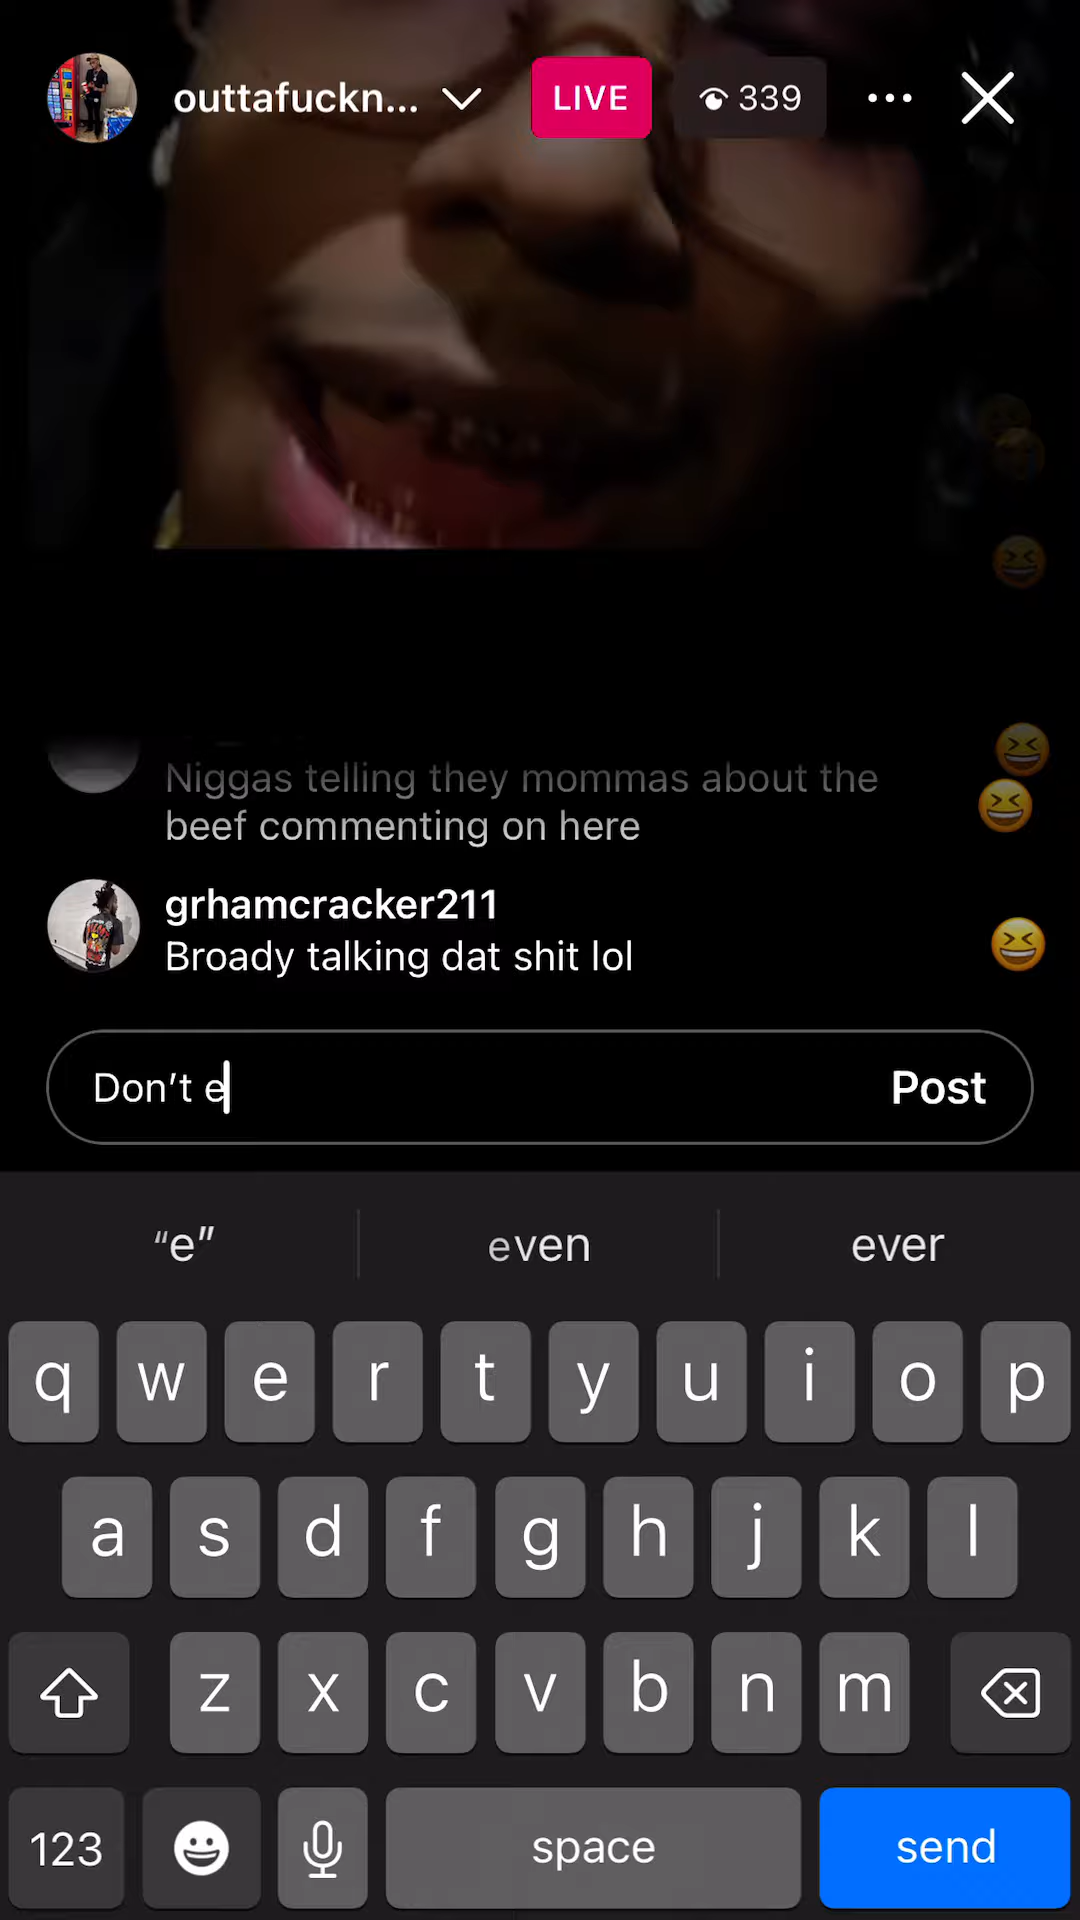 outtafuckn...
LIVE
339
Niggas telling they mommas about the
beef commenting on here
grhamcracker211
Broady talking dat shit lol
Don’t e
Post
“e”
even
ever
q w e r t y u i o p
a s d f g h j k l
z x c v b n m
123
space
send